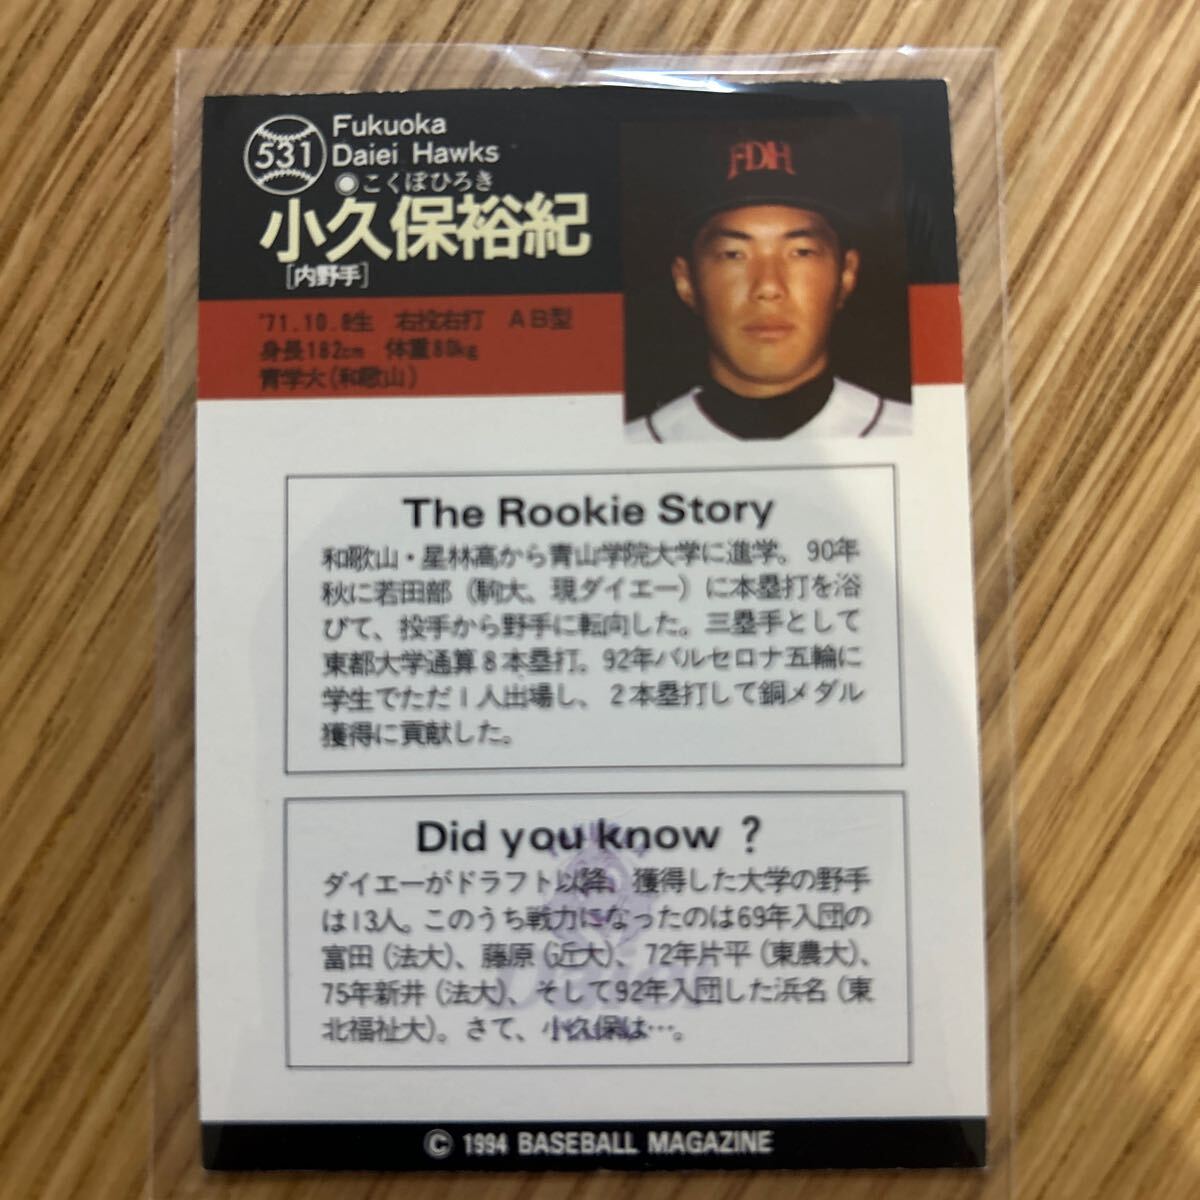 531
Fukuoka
Daiei Hawks
◉こくぼひろき
小久保裕紀
[内野手]
FDH
'71.10.8生 右投右打 AB型
身長182cm 体重80kg
青学大(和歌山)
The Rookie Story
和歌山・星林高から青山学院大学に進学。90年
秋に若田部(駒大、現ダイエー)に本塁打を浴
びて、投手から野手に転向した。三塁手として
東都大学通算8本塁打。92年バルセロナ五輪に
学生でただ1人出場し、2本塁打して銅メダル
獲得に貢献した。
Did you know ?
ダイエーがドラフト以降、獲得した大学の野手
は13人。このうち戦力になったのは69年入団の
富田(法大)、藤原(近大)、72年片平(東農大)、
75年新井(法大)、そして92年入団した浜名(東
北福祉大)。さて、小久保は…。
© 1994 BASEBALL MAGAZINE